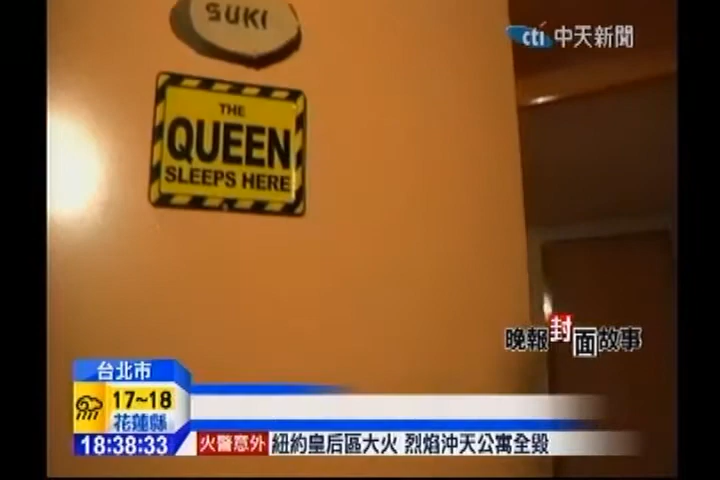 SUKI
cti 中天新聞
THE
QUEEN
SLEEPS HERE
晚報封面故事
台北市
17~18
花蓮縣
18:38:33
火警意外 紐約皇后區大火 烈焰沖天公寓全毀